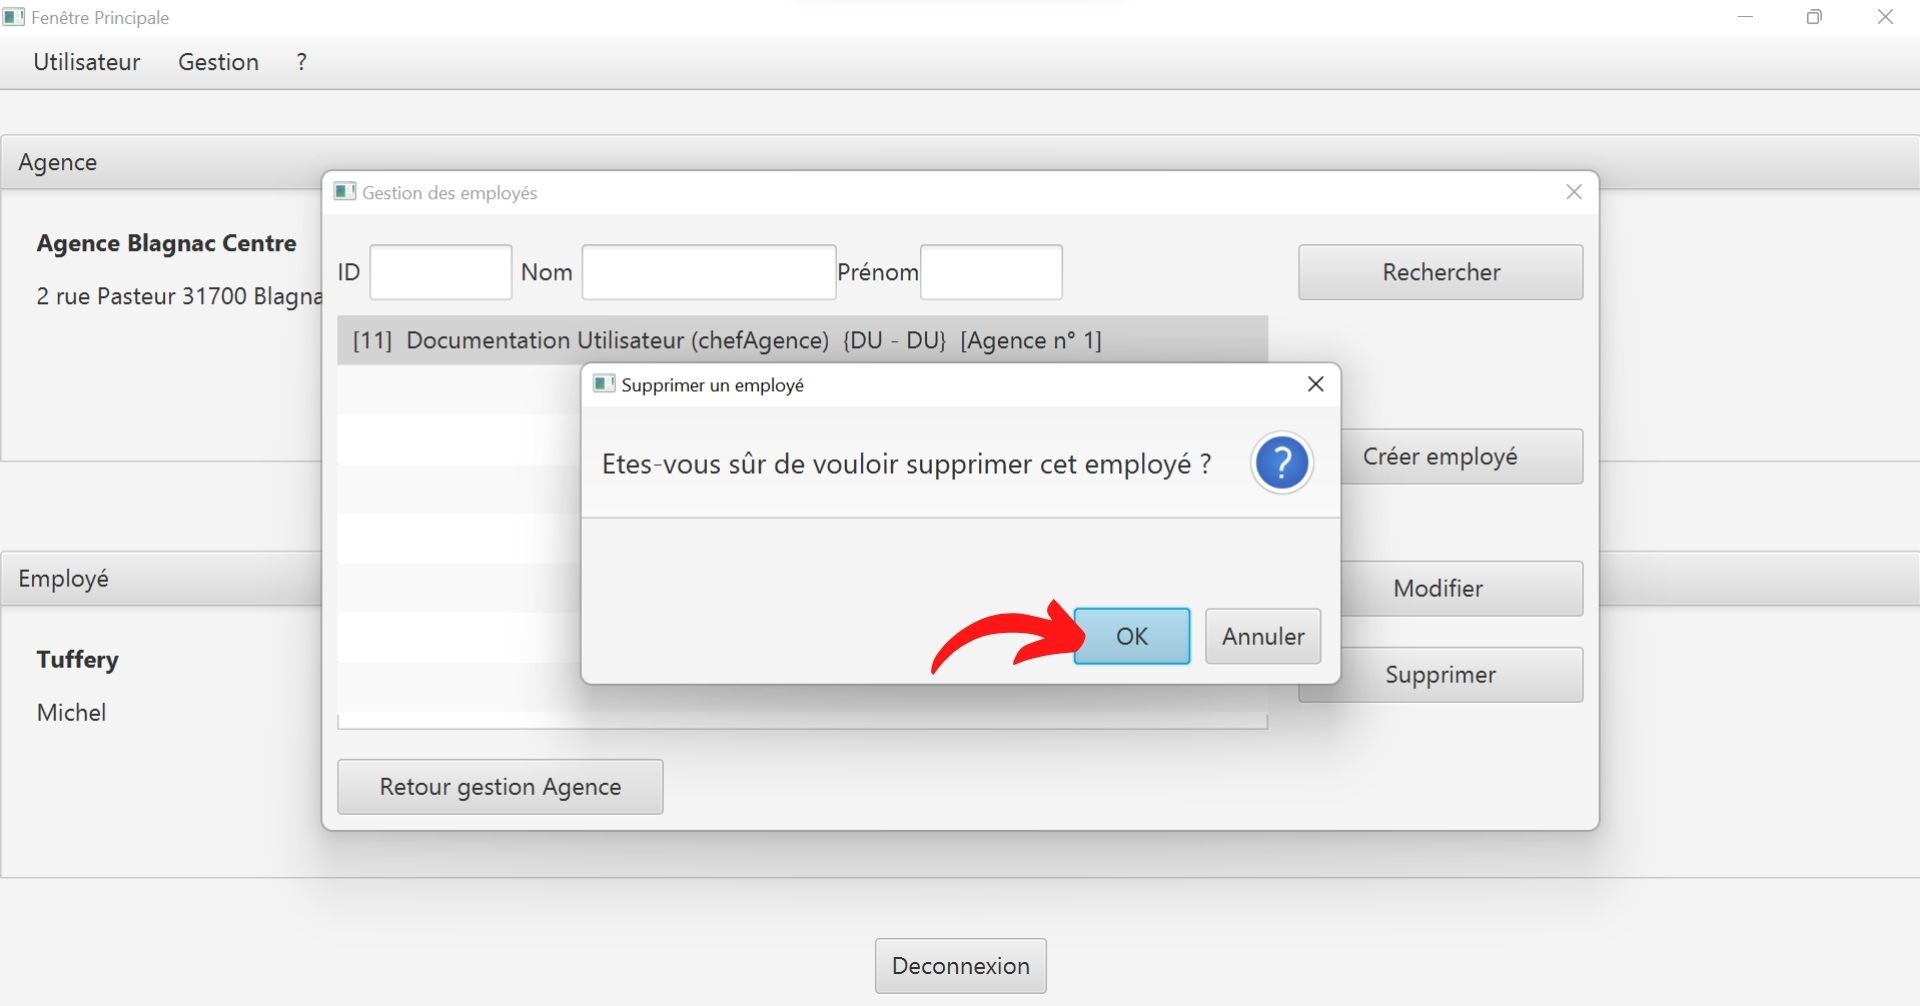 Fenêtre Principale
Utilisateur Gestion ?
Agence
Agence Blagnac Centre
2 rue Pasteur 31700 Blagna
Gestion des employés
ID Nom Prénom Rechercher
[11] Documentation Utilisateur (chefAgence) {DU - DU} [Agence n° 1]
Supprimer un employé
Etes-vous sûr de vouloir supprimer cet employé ?
?
OK Annuler
Créer employé
Modifier
Supprimer
Retour gestion Agence
Employé
Tuffery
Michel
Deconnexion